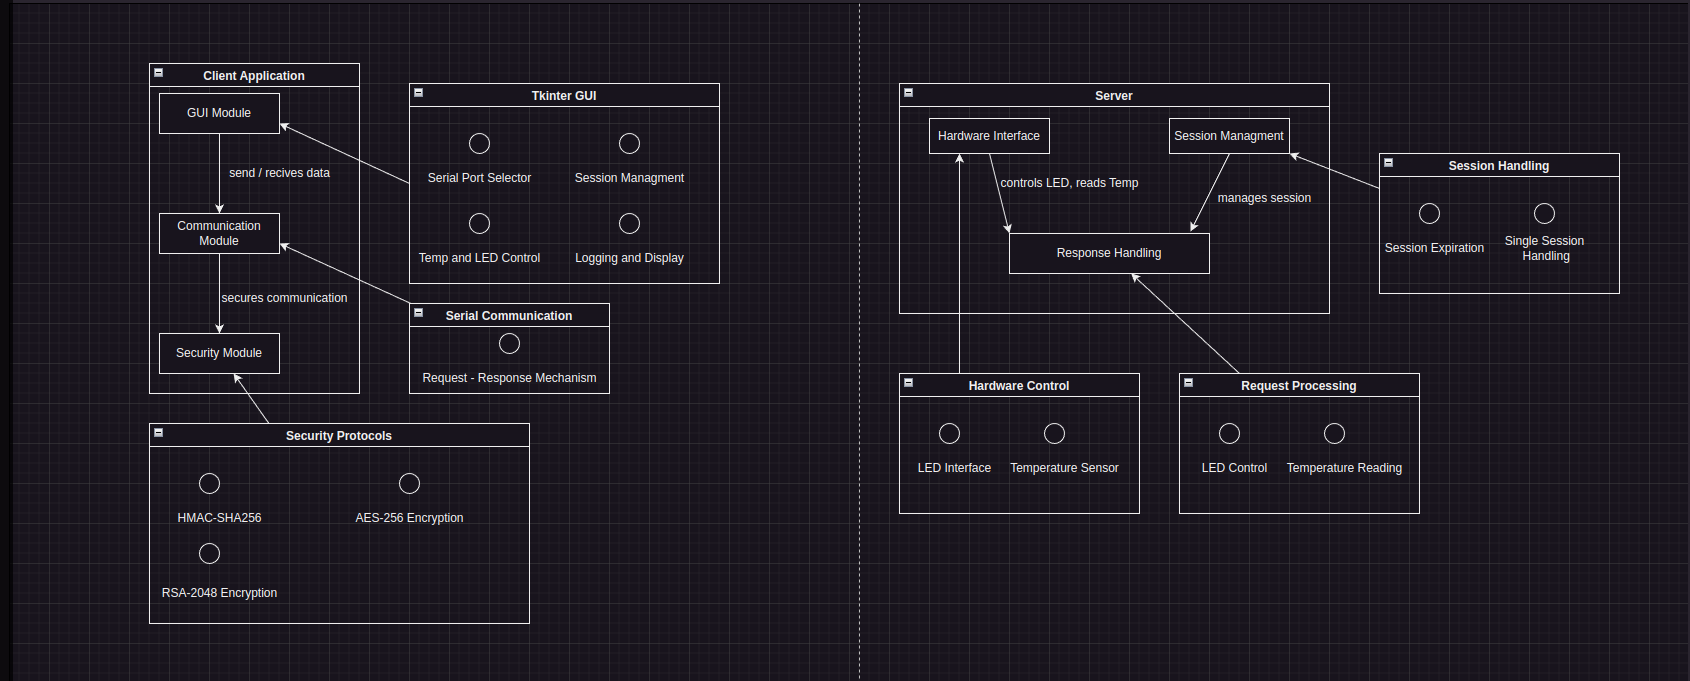 Client Application
GUI Module
send / recives data
Communication
Module
secures communication
Security Module
Tkinter GUI
Serial Port Selector
Session Managment
Temp and LED Control
Logging and Display
Serial Communication
Request - Response Mechanism
Security Protocols
HMAC-SHA256
AES-256 Encryption
RSA-2048 Encryption
Server
Hardware Interface
Session Managment
controls LED, reads Temp
manages session
Response Handling
Session Handling
Session Expiration
Single Session
Handling
Hardware Control
LED Interface
Temperature Sensor
Request Processing
LED Control
Temperature Reading